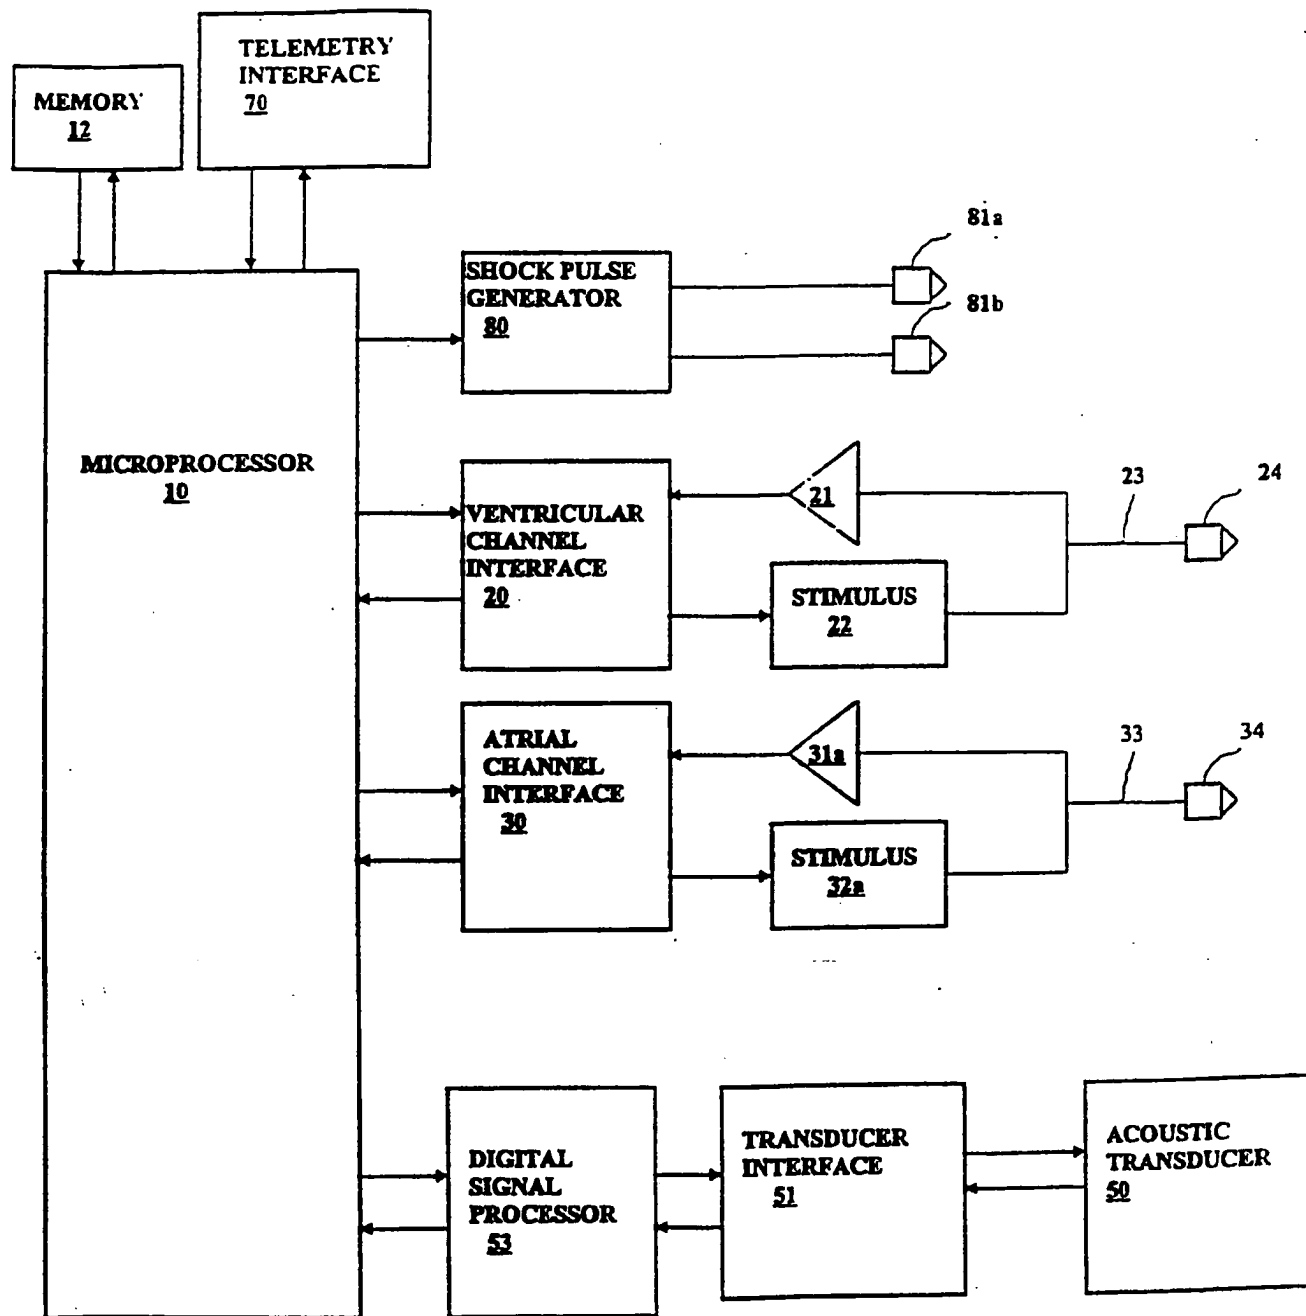 TELEMETRY
INTERFACE
70
MEMORY
12
81a
SHOCK PULSE
GENERATOR
80
81b
MICROPROCESSOR
10
VENTRICULAR
CHANNEL
INTERFACE
20
21
23
24
STIMULUS
22
ATRIAL
CHANNEL
INTERFACE
30
31a
33
34
STIMULUS
32a
DIGITAL
SIGNAL
PROCESSOR
53
TRANSDUCER
INTERFACE
51
ACOUSTIC
TRANSDUCER
50